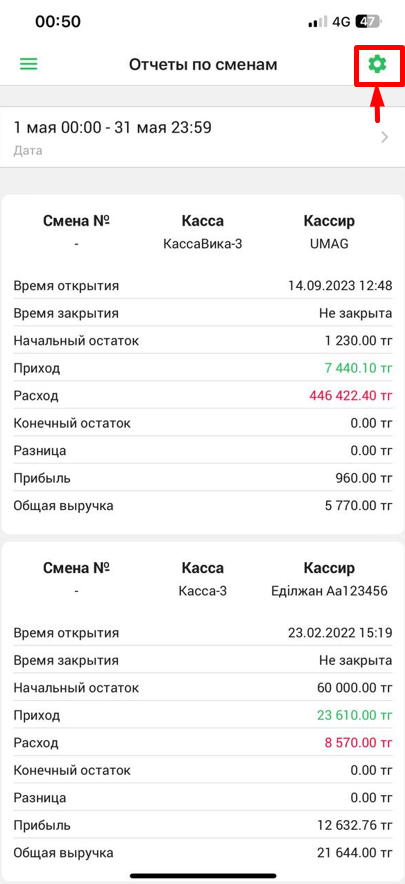 00:50 4G 47
Отчеты по сменам
1 мая 00:00 - 31 мая 23:59
Дата
Смена № Касса Кассир
- КассаВика-3 UMAG
Время открытия 14.09.2023 12:48
Время закрытия Не закрыта
Начальный остаток 1 230.00 тг
Приход 7 440.10 тг
Расход 446 422.40 тг
Конечный остаток 0.00 тг
Разница 0.00 тг
Прибыль 960.00 тг
Общая выручка 5 770.00 тг
Смена № Касса Кассир
- Касса-3 Еділжан Аа123456
Время открытия 23.02.2022 15:19
Время закрытия Не закрыта
Начальный остаток 60 000.00 тг
Приход 23 610.00 тг
Расход 8 570.00 тг
Конечный остаток 0.00 тг
Разница 0.00 тг
Прибыль 12 632.76 тг
Общая выручка 21 644.00 тг